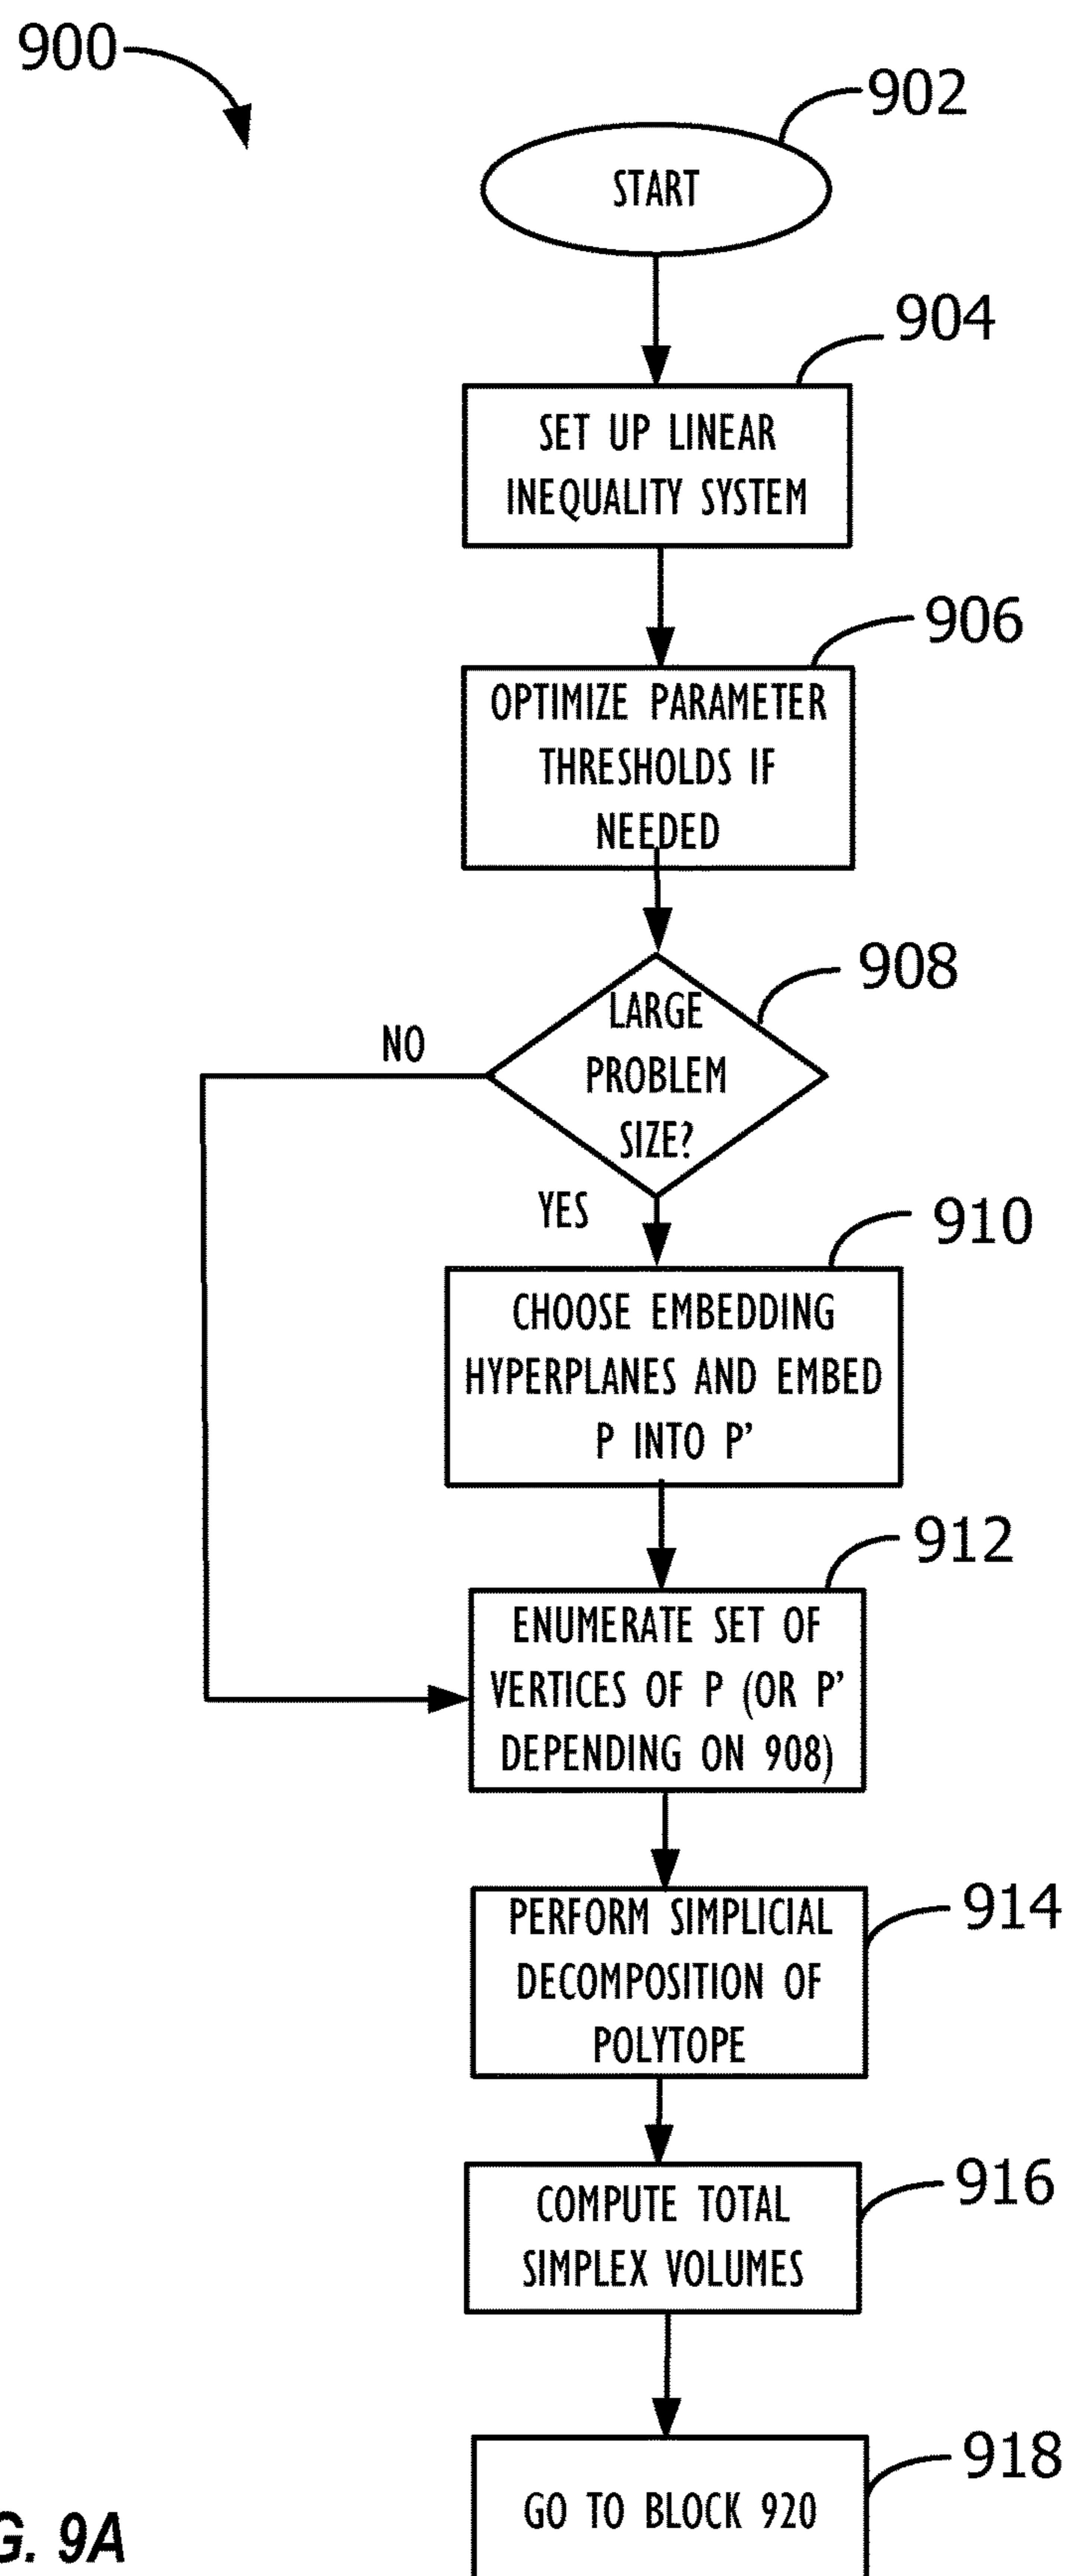 900
902
START
904
SET UP LINEAR
INEQUALITY SYSTEM
906
OPTIMIZE PARAMETER
THRESHOLDS IF
NEEDED
908
LARGE
PROBLEM
SIZE?
NO
YES
910
CHOOSE EMBEDDING
HYPERPLANES AND EMBED
P INTO P'
912
ENUMERATE SET OF
VERTICES OF P (OR P'
DEPENDING ON 908)
914
PERFORM SIMPLICIAL
DECOMPOSITION OF
POLYTOPE
916
COMPUTE TOTAL
SIMPLEX VOLUMES
918
GO TO BLOCK 920
G. 9A